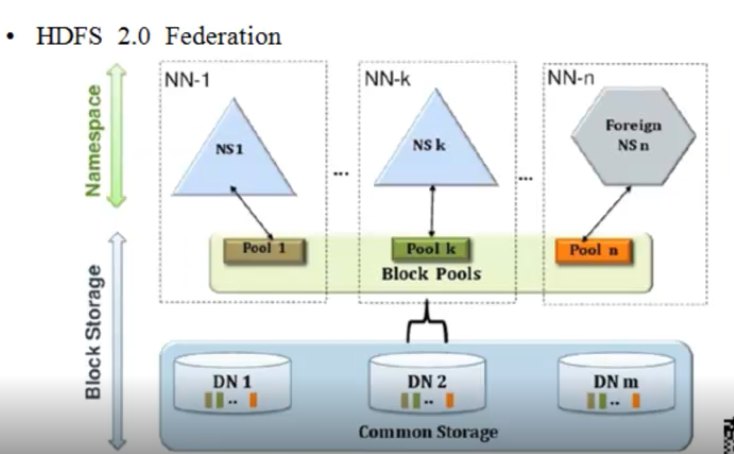 • HDFS 2.0 Federation
Namespace
NN-1
NN-k
NN-n
NS1
...
NS k
...
Foreign
NS n
Block Storage
Pool 1
Pool k
Pool n
Block Pools
DN 1
..
DN 2
..
DN m
..
Common Storage